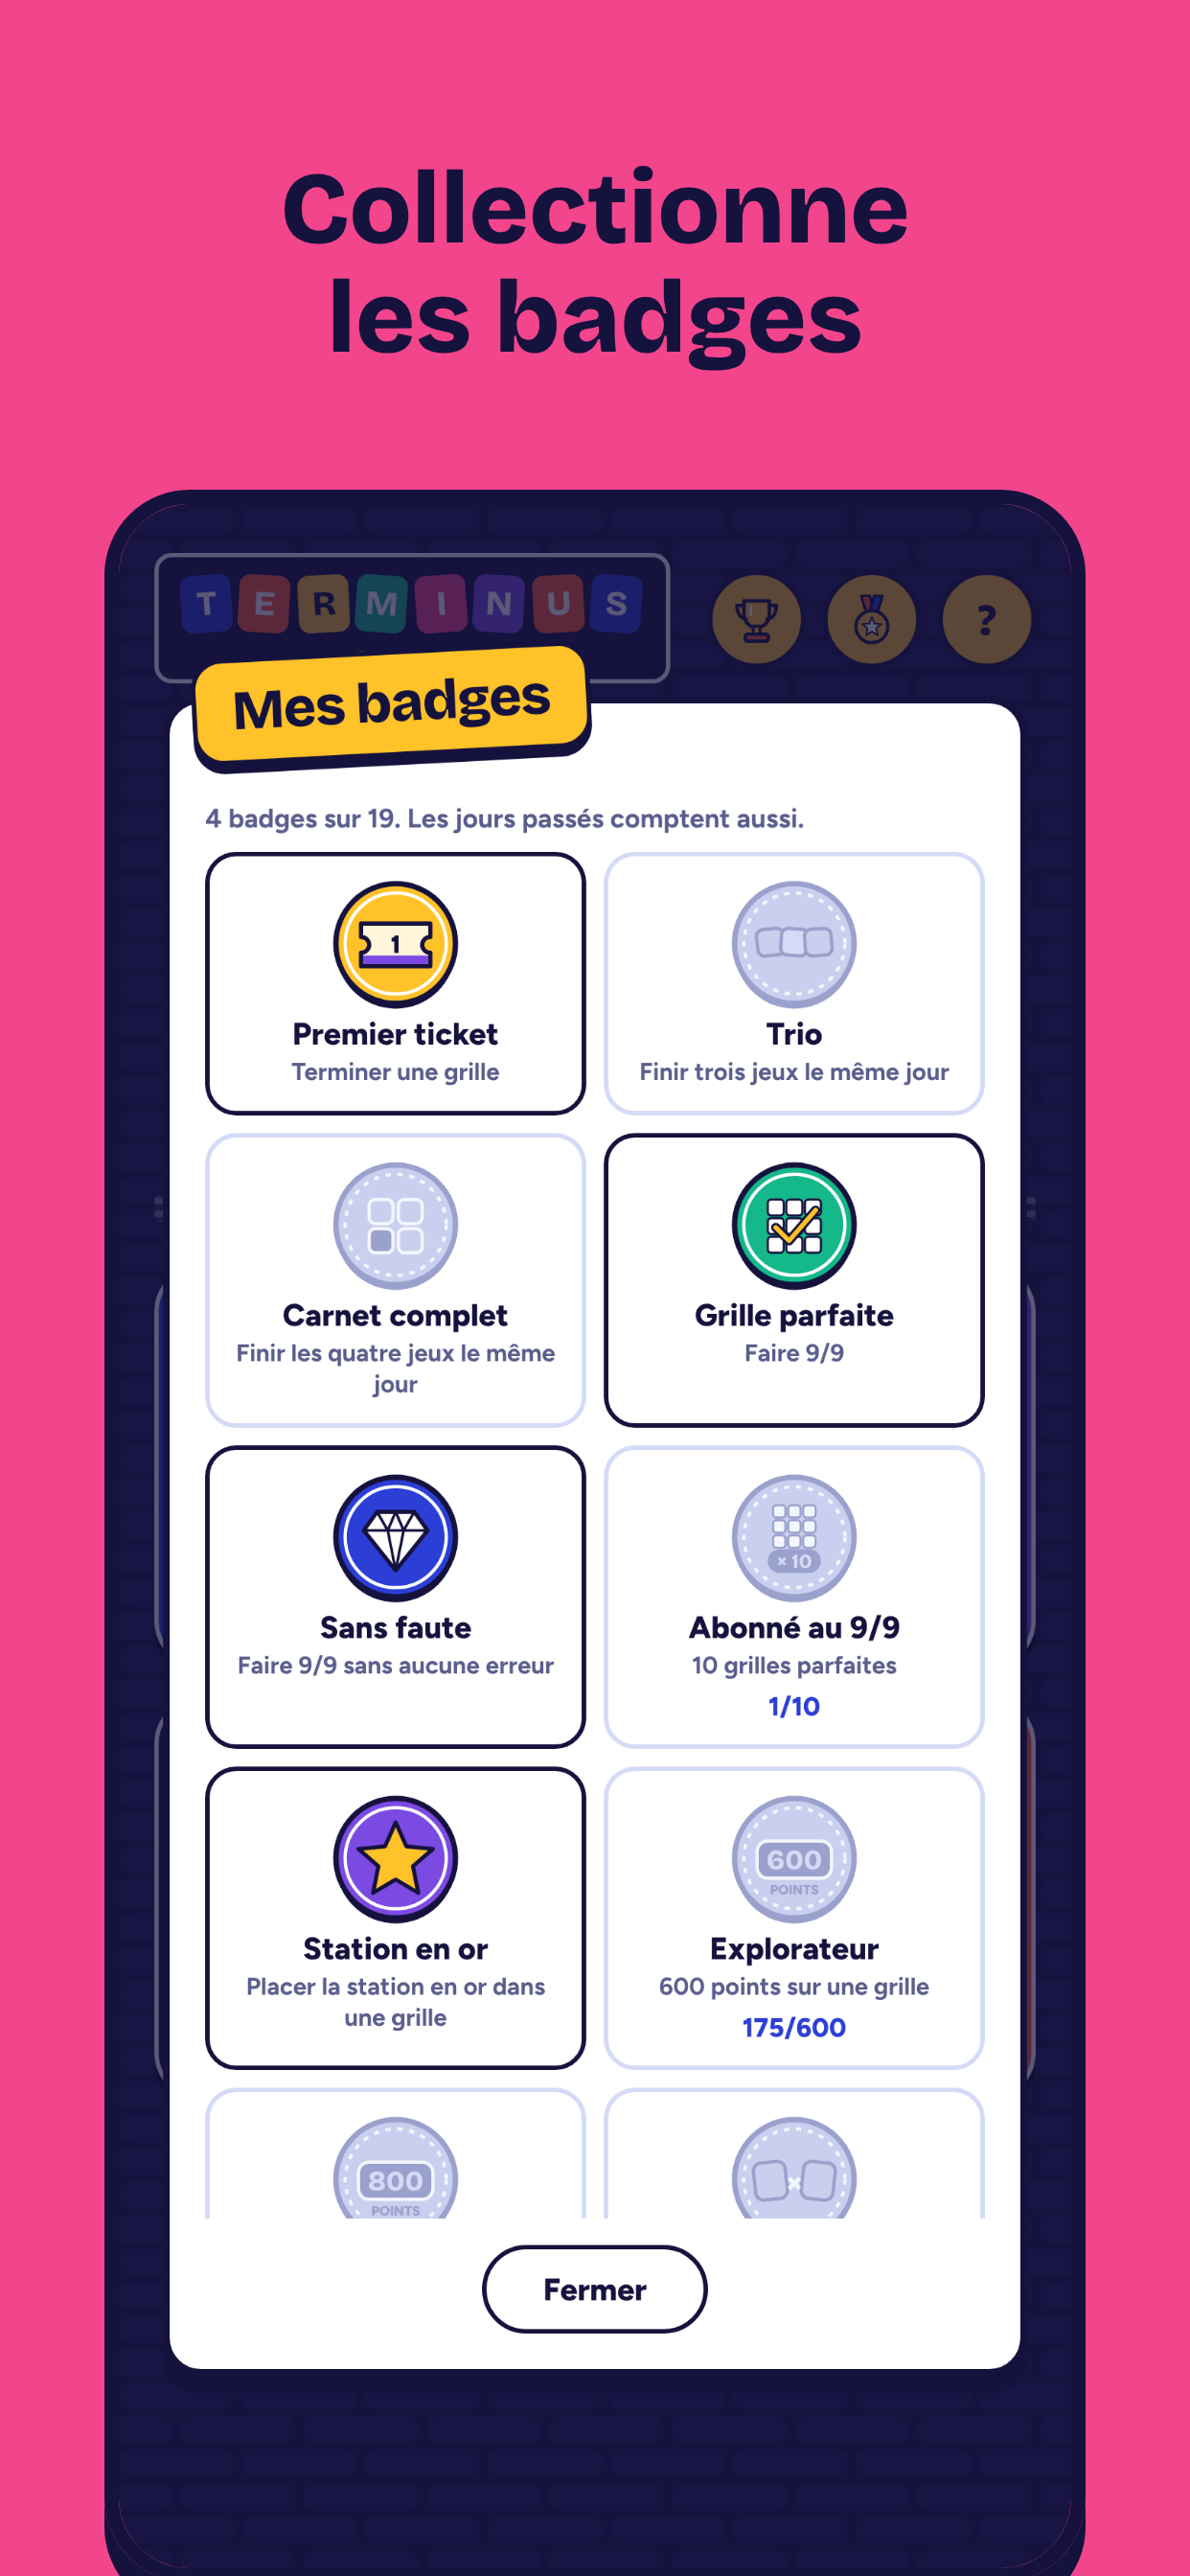 Collectionne
les badges
TERMINUS
?
Mes badges
4 badges sur 19. Les jours passés comptent aussi.
1
Premier ticket
Terminer une grille
Trio
Finir trois jeux le même jour
Carnet complet
Finir les quatre jeux le même
jour
Grille parfaite
Faire 9/9
Sans faute
Faire 9/9 sans aucune erreur
× 10
Abonné au 9/9
10 grilles parfaites
1/10
Station en or
Placer la station en or dans
une grille
600
POINTS
Explorateur
600 points sur une grille
175/600
800
POINTS
×
Fermer